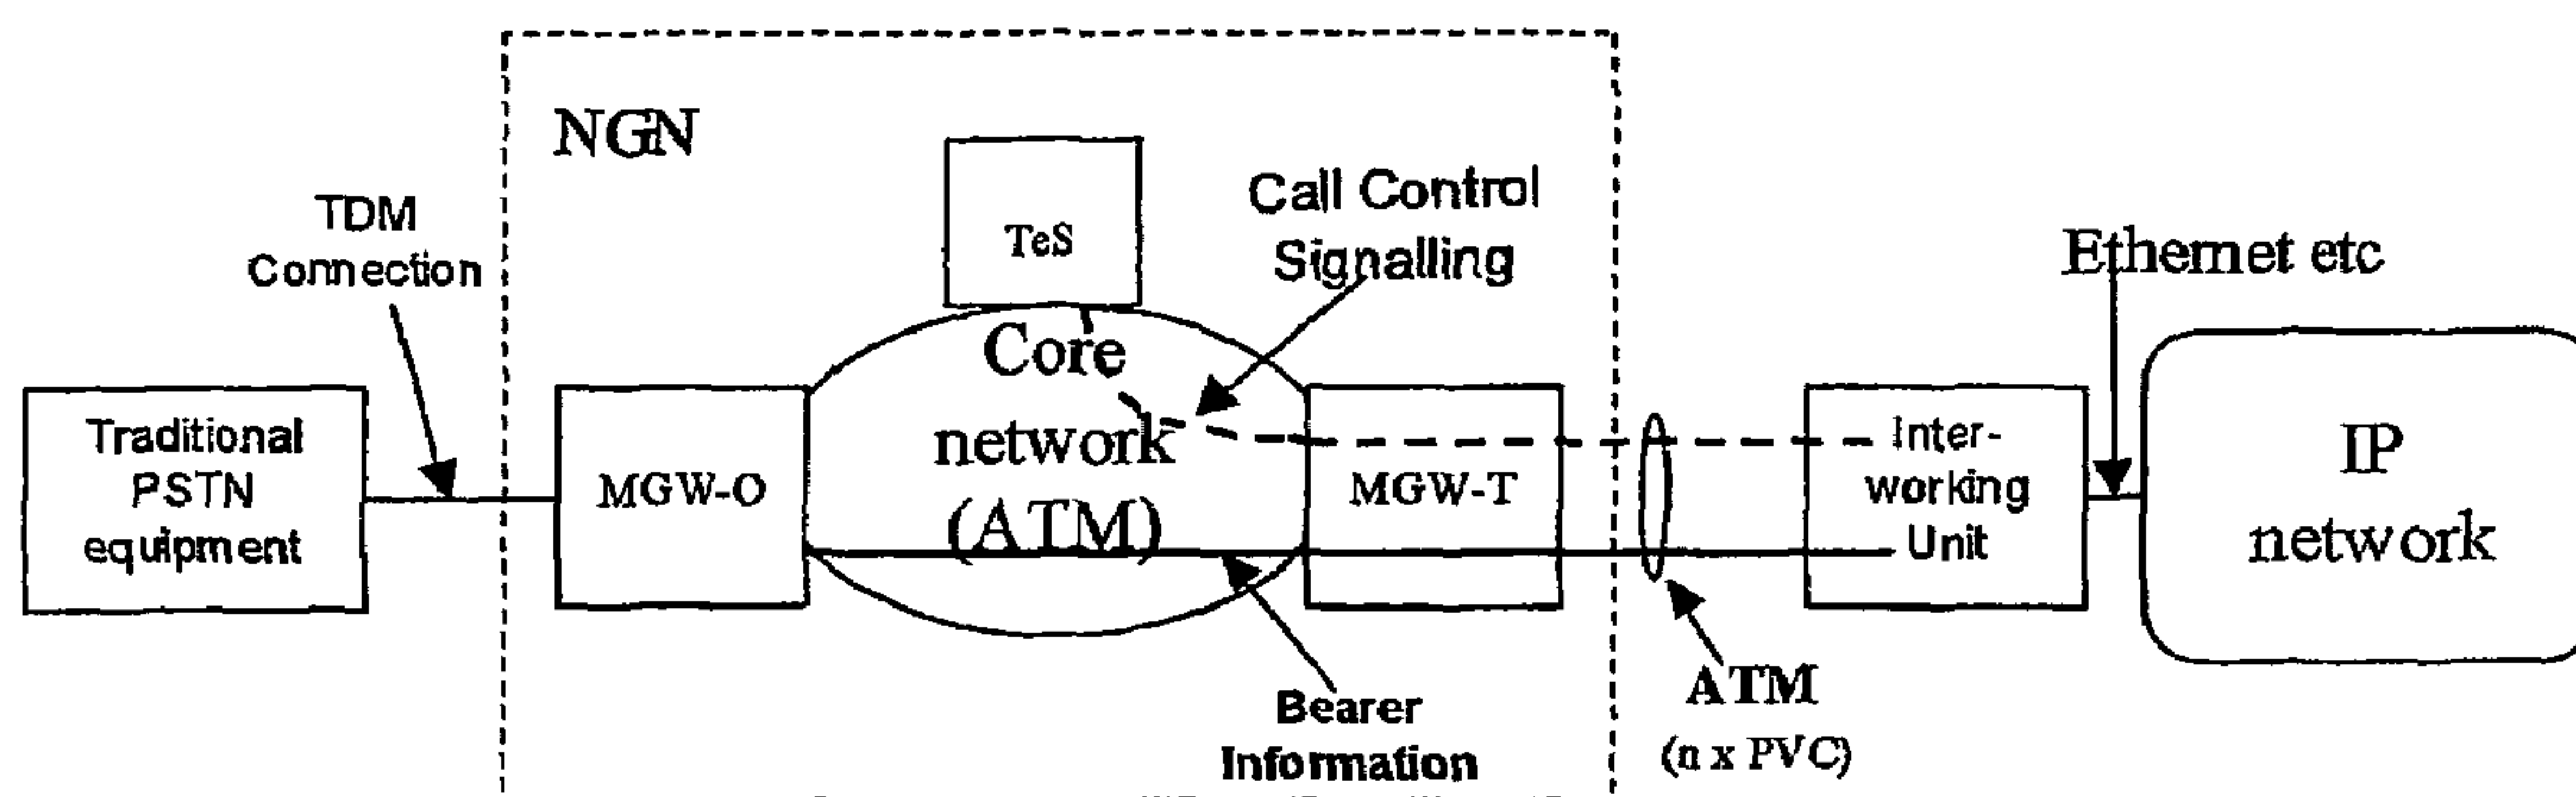 NGN
TeS
Call Control
Signalling
TDM
Connection
Ethernet etc
Traditional
PSTN
equipment
MGW-O
Core
network
(ATM)
MGW-T
Inter-
working
Unit
IP
network
Bearer
Information
ATM
(n x PVC)